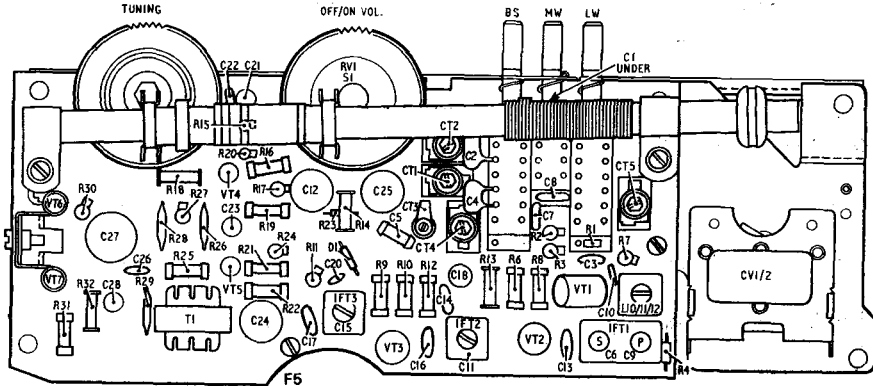 TUNING
OFF/ON VOL.
BS MW LW
C22 C21
RV1
S1
C1
UNDER
R15
CT2
R20 R16
C2
CT1
R18
VT4
R17
C12
C25
C8
CT5
R30
R27
C4
VT6
CT3
C7
C23
R19
R23
R14
C5
CT4
R1
C27
R28
R26
R24
D1
R2
R7
C26
R25
R21
R11
C20
R3
C3
VT7
R9 R10 R12
C18
R13 R6 R8
VT1
CV1/2
R32
R29
VT5
R22
R31
C28
IFT3
C14
C10
L10/11/12
T1
C24
C15
IFT2
IFT1
C17
VT2
S
P
VT3
C16
C11
C13
C6 C9
R4
F5